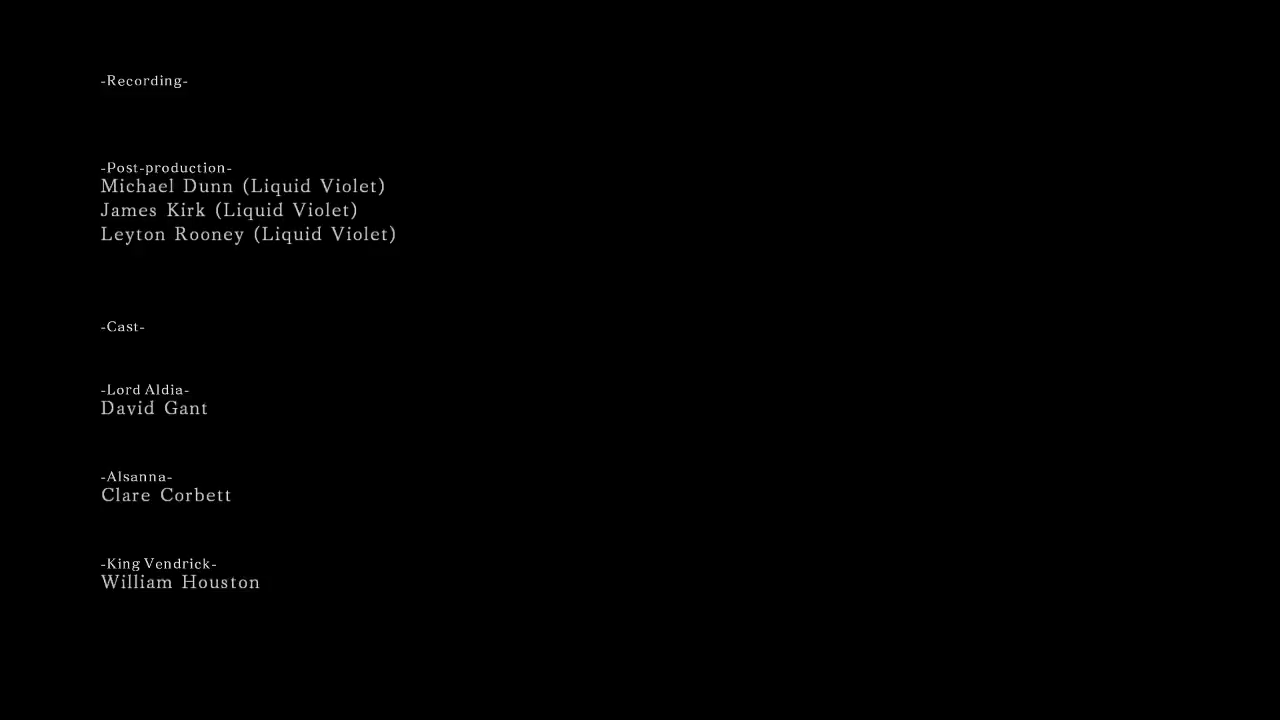 -Recording-
-Post-production-
Michael Dunn (Liquid Violet)
James Kirk (Liquid Violet)
Leyton Rooney (Liquid Violet)
-Cast-
-Lord Aldia-
David Gant
-Alsanna-
Clare Corbett
-King Vendrick-
William Houston